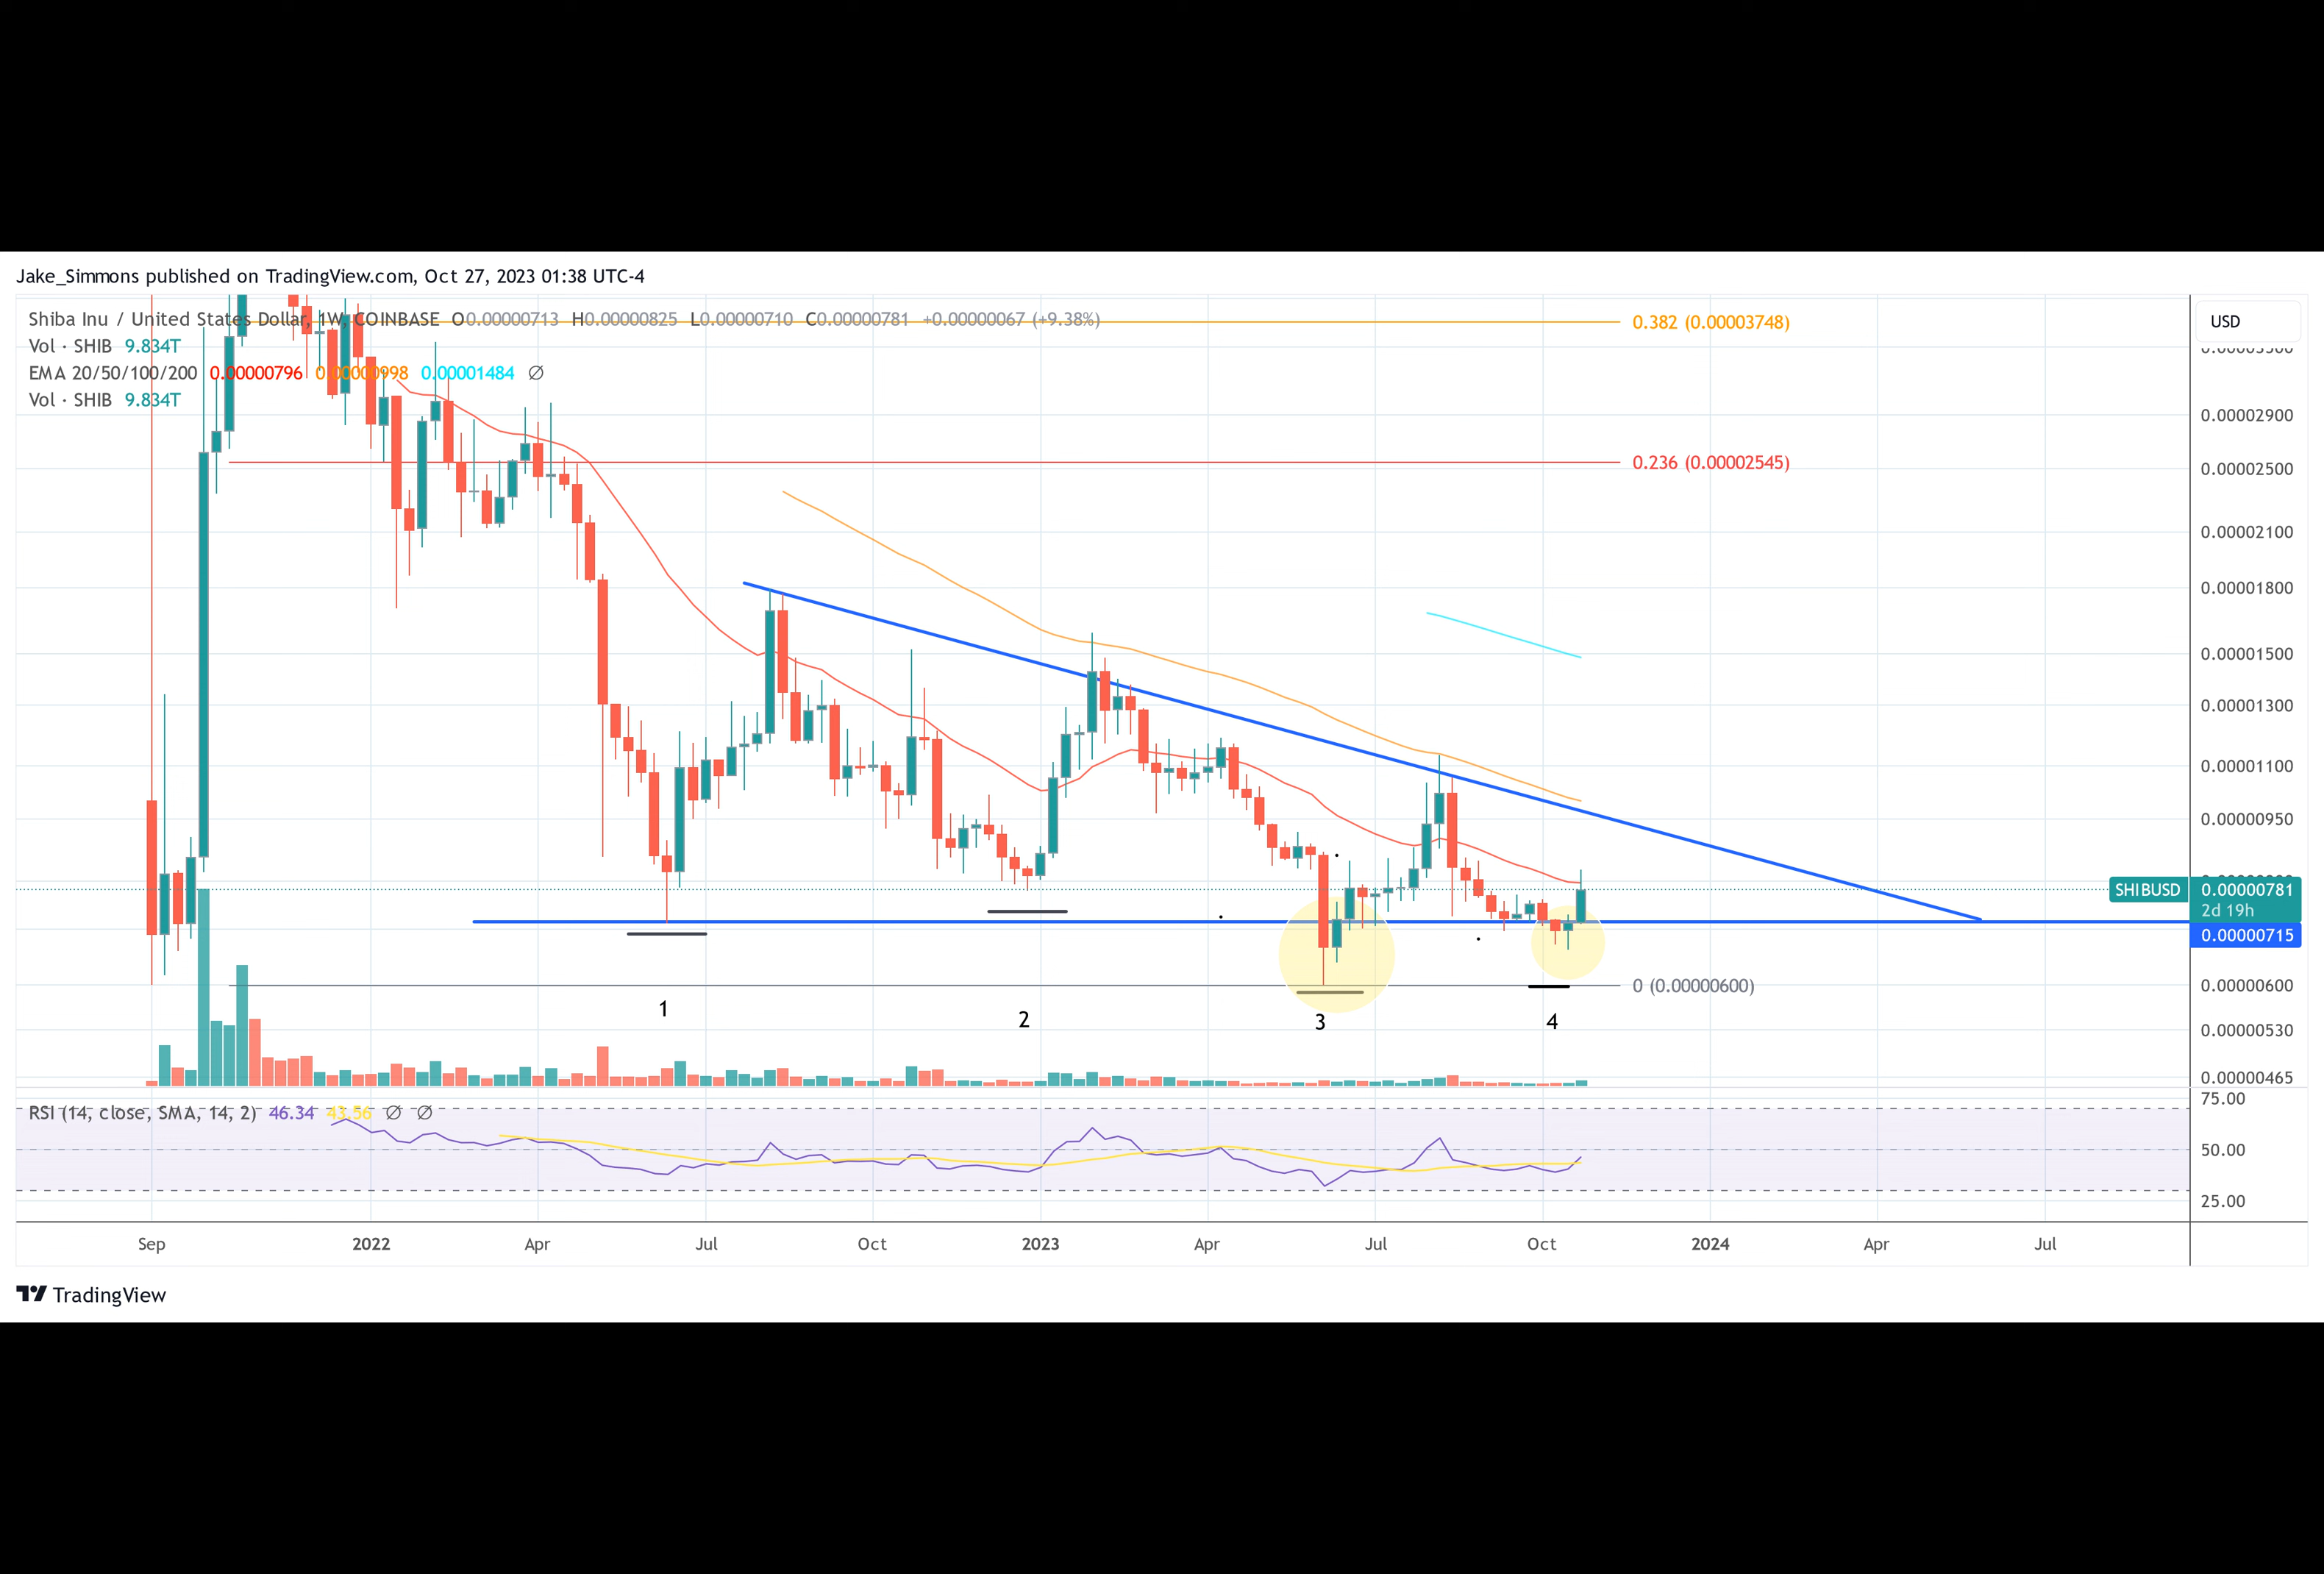 Jake_Simmons published on TradingView.com, Oct 27, 2023 01:38 UTC-4
Shiba Inu / United States Dollar, 1W, COINBASE O0.00000713 H0.00000825 L0.00000710 C0.00000781 +0.00000067 (+9.38%)
Vol · SHIB 9.834T
EMA 20/50/100/200 0.00000796 0.00000998 0.00001484 ∅
Vol · SHIB 9.834T
USD
0.382 (0.00003748)
0.00002900
0.236 (0.00002545)
0.00002500
0.00002100
0.00001800
0.00001500
0.00001300
0.00001100
0.00000950
SHIBUSD 0.00000781
2d 19h
0.00000715
0 (0.00000600)
0.00000600
1 2 3 4
0.00000530
0.00000465
RSI (14, close, SMA, 14, 2) 46.34 43.56 ∅ ∅
75.00
50.00
25.00
Sep 2022 Apr Jul Oct 2023 Apr Jul Oct 2024 Apr Jul
TradingView